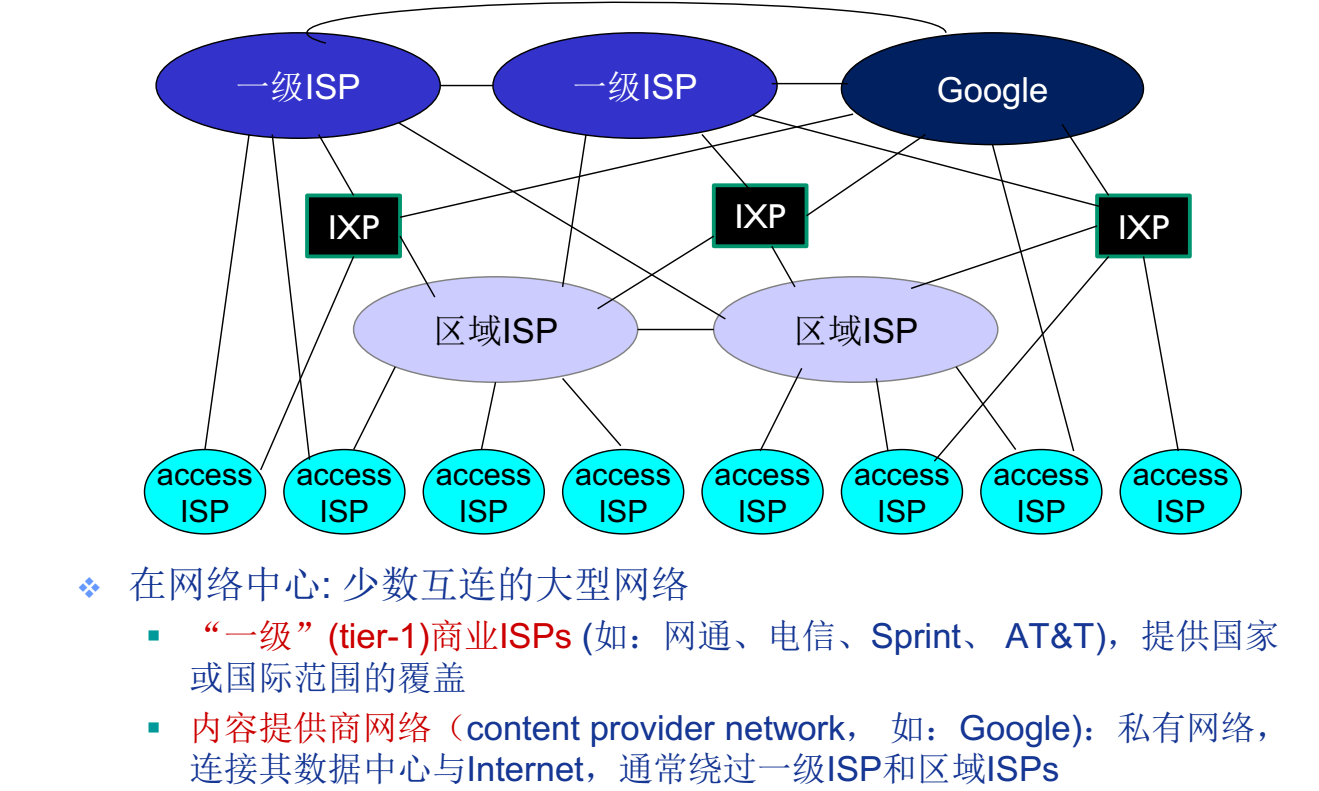 一级ISP
一级ISP
Google
IXP
IXP
IXP
区域ISP
区域ISP
access
ISP
access
ISP
access
ISP
access
ISP
access
ISP
access
ISP
access
ISP
access
ISP
在网络中心: 少数互连的大型网络
“一级”(tier-1)商业ISPs (如：网通、电信、Sprint、 AT&T)，提供国家
或国际范围的覆盖
内容提供商网络（content provider network， 如：Google)：私有网络，
连接其数据中心与Internet，通常绕过一级ISP和区域ISPs